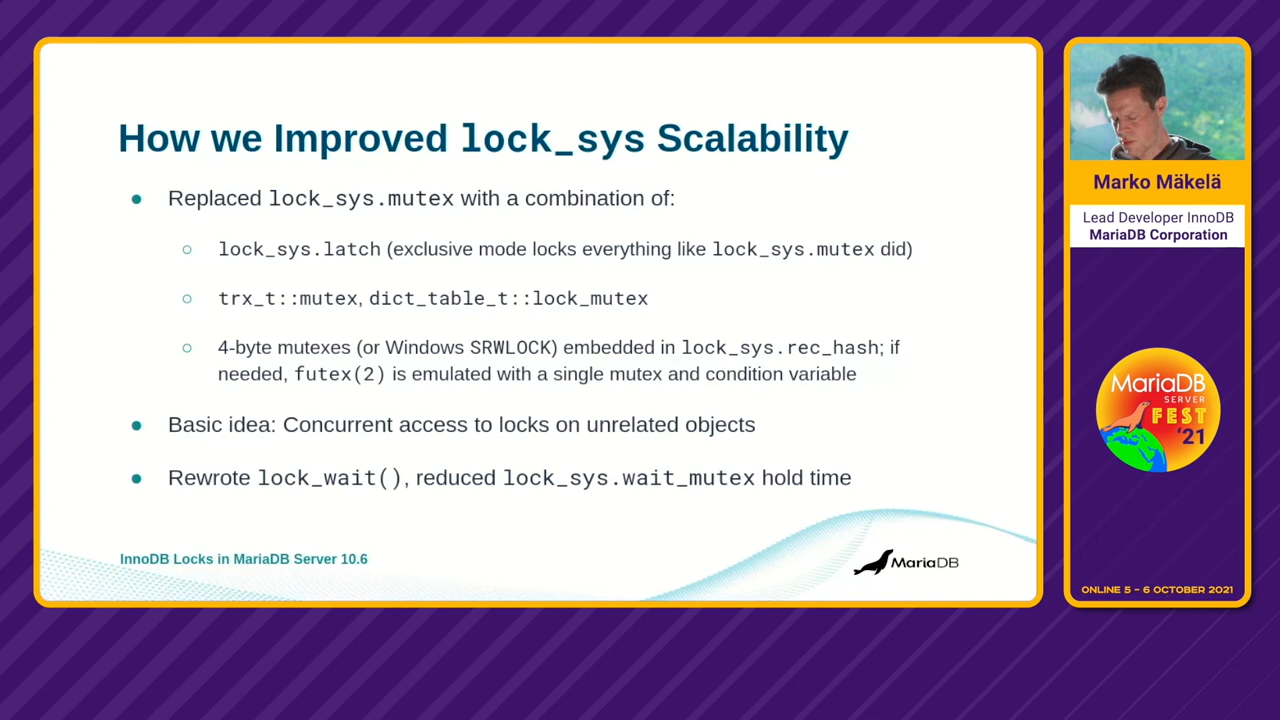 How we Improved lock_sys Scalability
● Replaced lock_sys.mutex with a combination of:
○ lock_sys.latch (exclusive mode locks everything like lock_sys.mutex did)
○ trx_t::mutex, dict_table_t::lock_mutex
○ 4-byte mutexes (or Windows SRWLOCK) embedded in lock_sys.rec_hash; if
needed, futex(2) is emulated with a single mutex and condition variable
● Basic idea: Concurrent access to locks on unrelated objects
● Rewrote lock_wait(), reduced lock_sys.wait_mutex hold time
InnoDB Locks in MariaDB Server 10.6
MariaDB
Marko Mäkelä
Lead Developer InnoDB
MariaDB Corporation
MariaDB
SERVER
FEST
'21
ONLINE 5 – 6 OCTOBER 2021